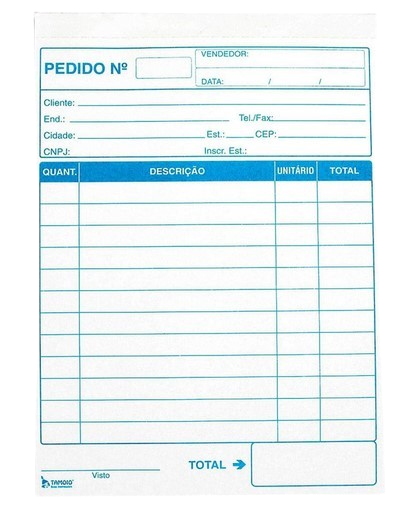 VENDEDOR:
PEDIDO Nº
DATA: / /
Cliente:
End.: Tel./Fax:
Cidade: Est.: CEP:
CNPJ: Inscr. Est.:
QUANT. DESCRIÇÃO UNITÁRIO TOTAL
TOTAL
Visto
TAMOIO